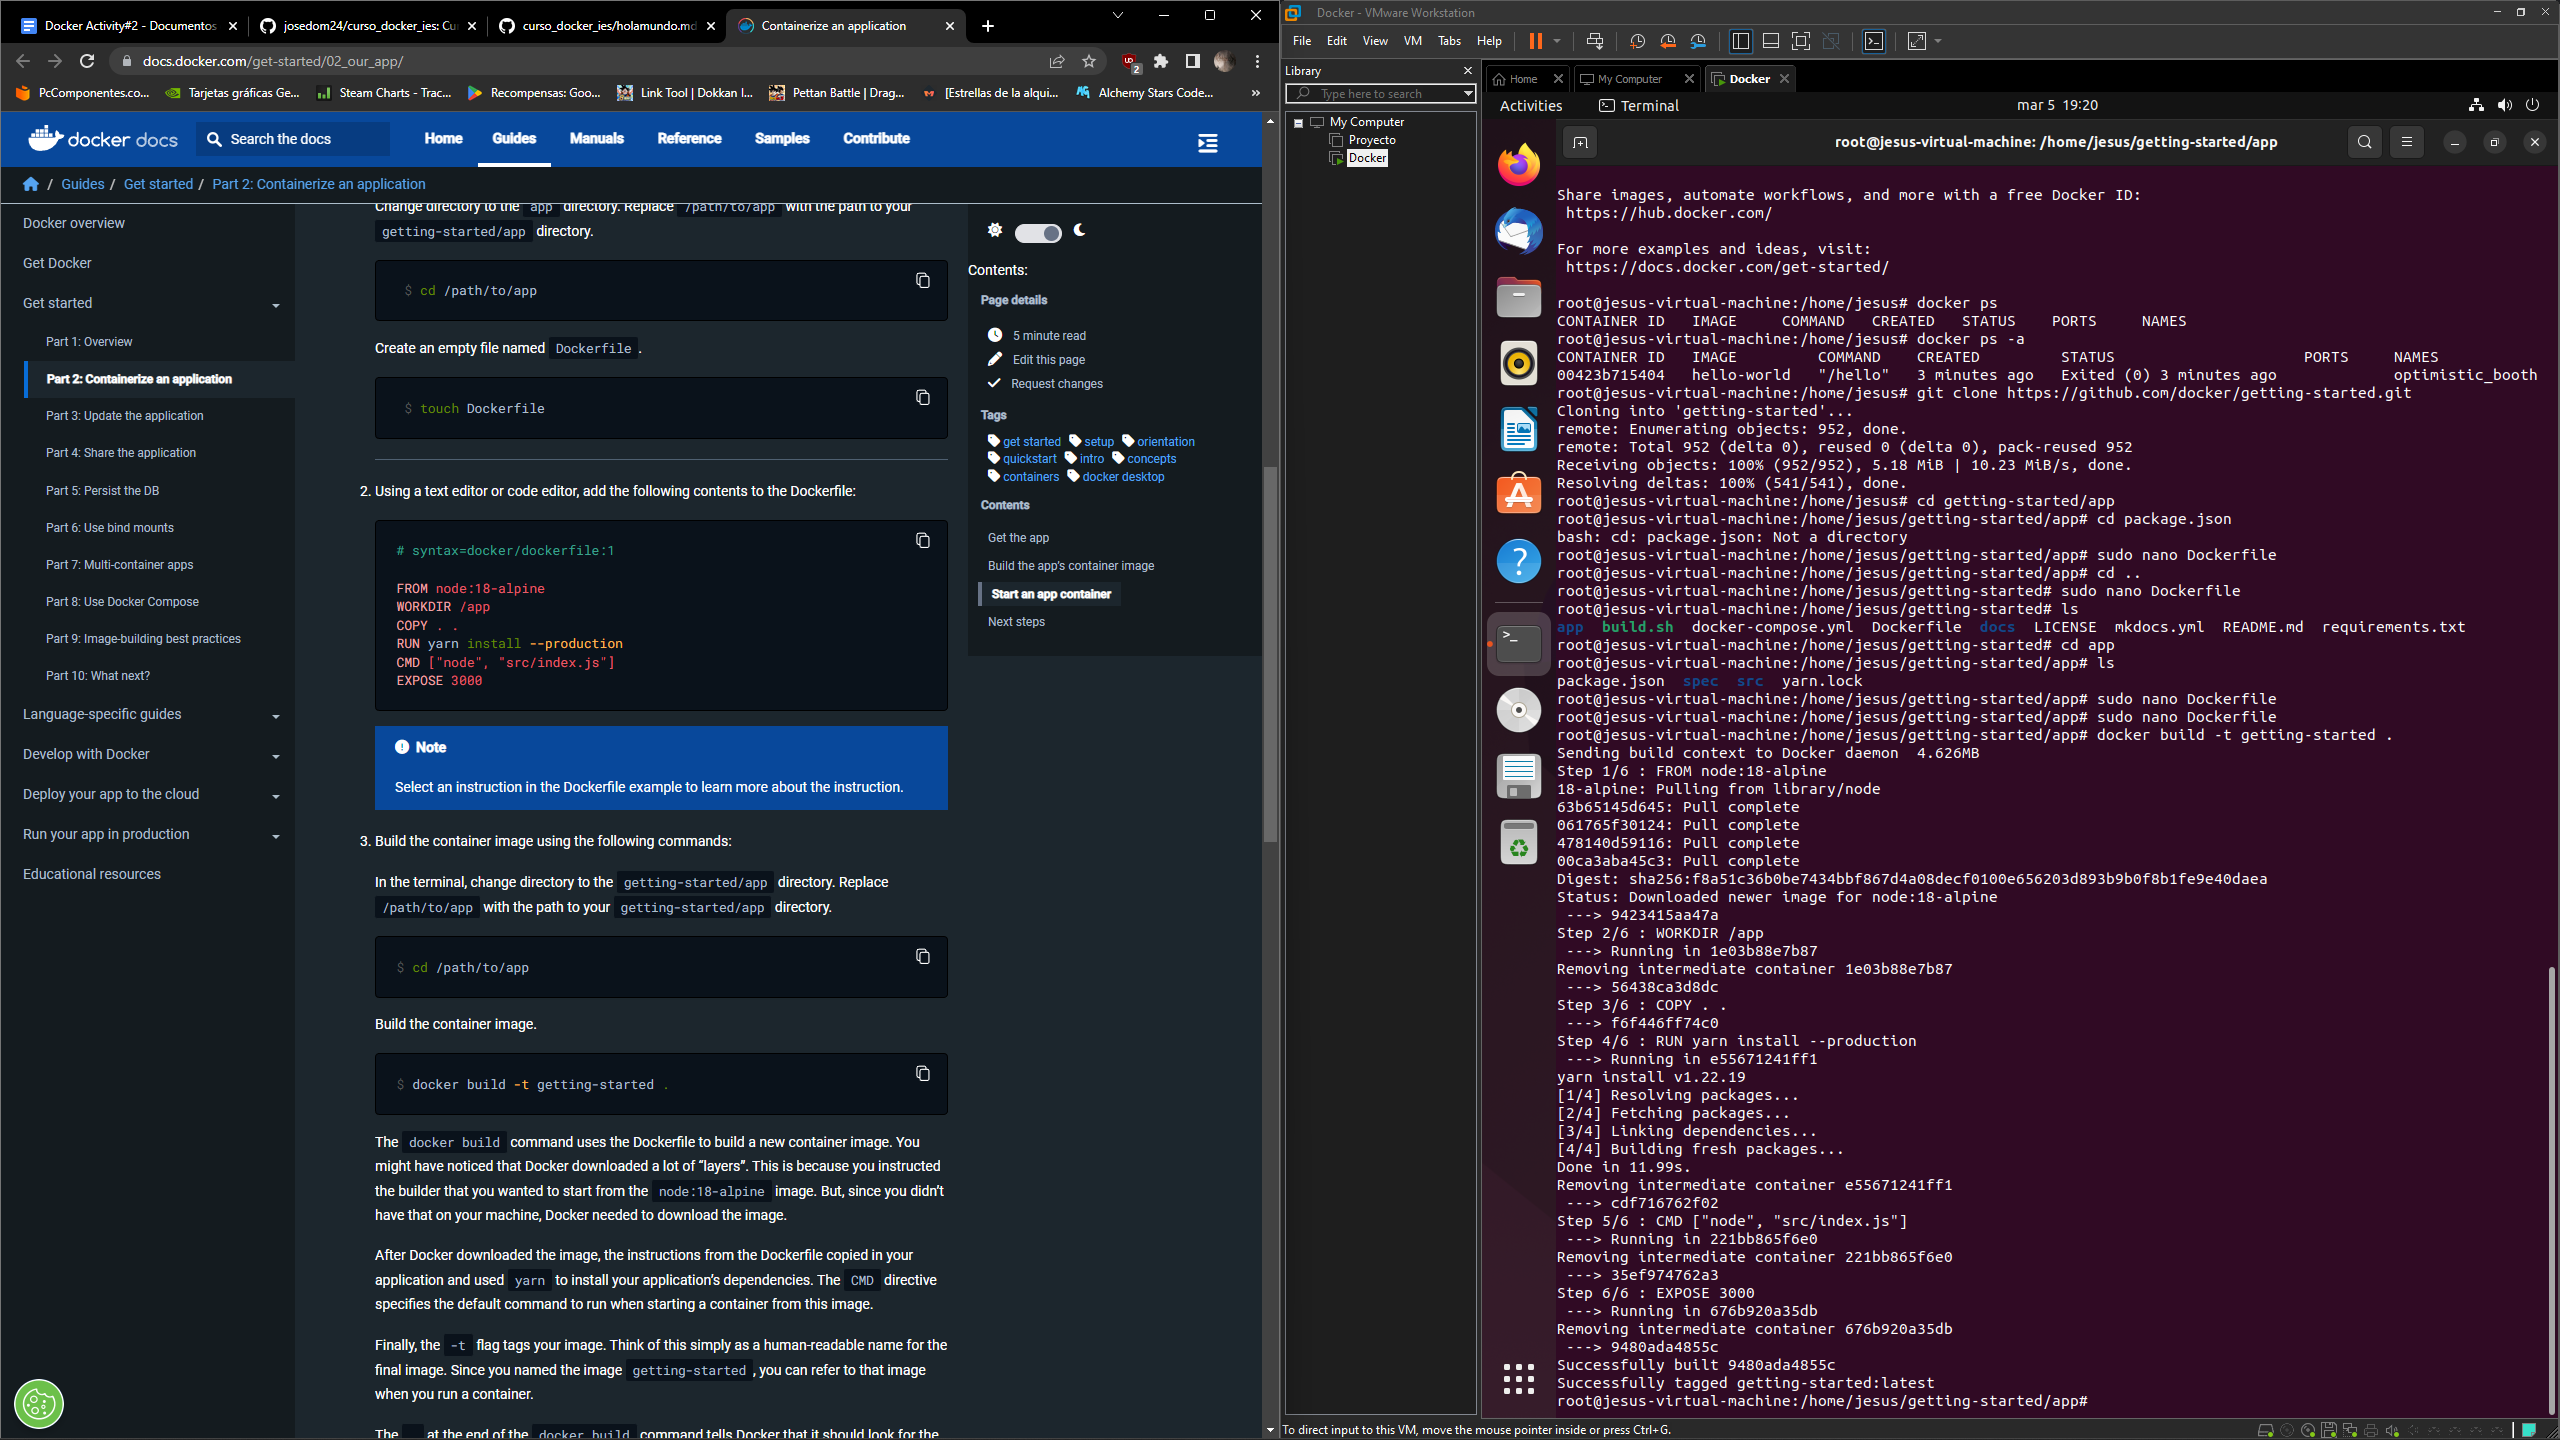 Docker Activity#2 - Documentos
josedom24/curso_docker_ies: Cu
curso_docker_ies/holamundo.md
Containerize an application
docs.docker.com/get-started/02_our_app/
2
PcComponentes.co...
Tarjetas gráficas Ge...
Steam Charts - Trac...
Recompensas: Goo...
Link Tool | Dokkan I...
Pettan Battle | Drag...
[Estrellas de la alqui...
Alchemy Stars Code...
»
docker docs
Search the docs
Home
Guides
Manuals
Reference
Samples
Contribute
/ Guides / Get started / Part 2: Containerize an application
Docker overview
Get Docker
Get started
Part 1: Overview
Part 2: Containerize an application
Part 3: Update the application
Part 4: Share the application
Part 5: Persist the DB
Part 6: Use bind mounts
Part 7: Multi-container apps
Part 8: Use Docker Compose
Part 9: Image-building best practices
Part 10: What next?
Language-specific guides
Develop with Docker
Deploy your app to the cloud
Run your app in production
Educational resources
Change directory to the app directory. Replace /path/to/app with the path to your
getting-started/app directory.
$ cd /path/to/app
Create an empty file named Dockerfile .
$ touch Dockerfile
2. Using a text editor or code editor, add the following contents to the Dockerfile:
# syntax=docker/dockerfile:1
FROM node:18-alpine
WORKDIR /app
COPY . .
RUN yarn install --production
CMD ["node", "src/index.js"]
EXPOSE 3000
Note
Select an instruction in the Dockerfile example to learn more about the instruction.
3. Build the container image using the following commands:
In the terminal, change directory to the getting-started/app directory. Replace
/path/to/app with the path to your getting-started/app directory.
$ cd /path/to/app
Build the container image.
$ docker build -t getting-started .
The docker build command uses the Dockerfile to build a new container image. You
might have noticed that Docker downloaded a lot of “layers”. This is because you instructed
the builder that you wanted to start from the node:18-alpine image. But, since you didn’t
have that on your machine, Docker needed to download the image.
After Docker downloaded the image, the instructions from the Dockerfile copied in your
application and used yarn to install your application’s dependencies. The CMD directive
specifies the default command to run when starting a container from this image.
Finally, the -t flag tags your image. Think of this simply as a human-readable name for the
final image. Since you named the image getting-started , you can refer to that image
when you run a container.
The . at the end of the docker build command tells Docker that it should look for the
Contents:
Page details
5 minute read
Edit this page
Request changes
Tags
get started setup orientation
quickstart intro concepts
containers docker desktop
Contents
Get the app
Build the app’s container image
Start an app container
Next steps
Docker - VMware Workstation
File Edit View VM Tabs Help
Library
Type here to search
My Computer
Proyecto
Docker
Home
My Computer
Docker
Activities
Terminal
mar 5 19:20
root@jesus-virtual-machine: /home/jesus/getting-started/app
Share images, automate workflows, and more with a free Docker ID:
https://hub.docker.com/
For more examples and ideas, visit:
https://docs.docker.com/get-started/
root@jesus-virtual-machine:/home/jesus# docker ps
CONTAINER ID IMAGE COMMAND CREATED STATUS PORTS NAMES
root@jesus-virtual-machine:/home/jesus# docker ps -a
CONTAINER ID IMAGE COMMAND CREATED STATUS PORTS NAMES
00423b715404 hello-world "/hello" 3 minutes ago Exited (0) 3 minutes ago optimistic_booth
root@jesus-virtual-machine:/home/jesus# git clone https://github.com/docker/getting-started.git
Cloning into 'getting-started'...
remote: Enumerating objects: 952, done.
remote: Total 952 (delta 0), reused 0 (delta 0), pack-reused 952
Receiving objects: 100% (952/952), 5.18 MiB | 10.23 MiB/s, done.
Resolving deltas: 100% (541/541), done.
root@jesus-virtual-machine:/home/jesus# cd getting-started/app
root@jesus-virtual-machine:/home/jesus/getting-started/app# cd package.json
bash: cd: package.json: Not a directory
root@jesus-virtual-machine:/home/jesus/getting-started/app# sudo nano Dockerfile
root@jesus-virtual-machine:/home/jesus/getting-started/app# cd ..
root@jesus-virtual-machine:/home/jesus/getting-started# sudo nano Dockerfile
root@jesus-virtual-machine:/home/jesus/getting-started# ls
app build.sh docker-compose.yml Dockerfile docs LICENSE mkdocs.yml README.md requirements.txt
root@jesus-virtual-machine:/home/jesus/getting-started# cd app
root@jesus-virtual-machine:/home/jesus/getting-started/app# ls
package.json spec src yarn.lock
root@jesus-virtual-machine:/home/jesus/getting-started/app# sudo nano Dockerfile
root@jesus-virtual-machine:/home/jesus/getting-started/app# sudo nano Dockerfile
root@jesus-virtual-machine:/home/jesus/getting-started/app# docker build -t getting-started .
Sending build context to Docker daemon 4.626MB
Step 1/6 : FROM node:18-alpine
18-alpine: Pulling from library/node
63b65145d645: Pull complete
061765f30124: Pull complete
478140d59116: Pull complete
00ca3aba45c3: Pull complete
Digest: sha256:f8a51c36b0be7434bbf867d4a08decf0100e656203d893b9b0f8b1fe9e40daea
Status: Downloaded newer image for node:18-alpine
---> 9423415aa47a
Step 2/6 : WORKDIR /app
---> Running in 1e03b88e7b87
Removing intermediate container 1e03b88e7b87
---> 56438ca3d8dc
Step 3/6 : COPY . .
---> f6f446ff74c0
Step 4/6 : RUN yarn install --production
---> Running in e55671241ff1
yarn install v1.22.19
[1/4] Resolving packages...
[2/4] Fetching packages...
[3/4] Linking dependencies...
[4/4] Building fresh packages...
Done in 11.99s.
Removing intermediate container e55671241ff1
---> cdf716762f02
Step 5/6 : CMD ["node", "src/index.js"]
---> Running in 221bb865f6e0
Removing intermediate container 221bb865f6e0
---> 35ef974762a3
Step 6/6 : EXPOSE 3000
---> Running in 676b920a35db
Removing intermediate container 676b920a35db
---> 9480ada4855c
Successfully built 9480ada4855c
Successfully tagged getting-started:latest
root@jesus-virtual-machine:/home/jesus/getting-started/app#
To direct input to this VM, move the mouse pointer inside or press Ctrl+G.